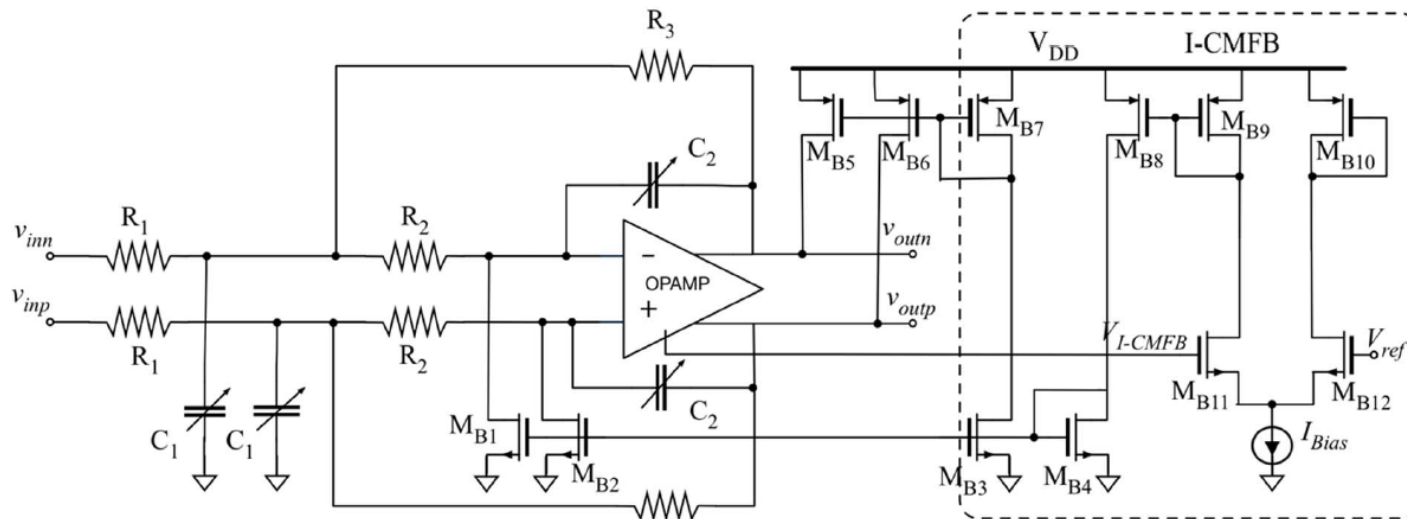 R3
VDD
I-CMFB
MB5
MB6
MB7
MB8
MB9
MB10
C2
vinn
R1
R2
voutn
−
OPAMP
+
vinp
R1
R2
voutp
VI-CMFB
Vref
MB11
MB12
C2
C1
C1
MB1
MB2
MB3
MB4
IBias